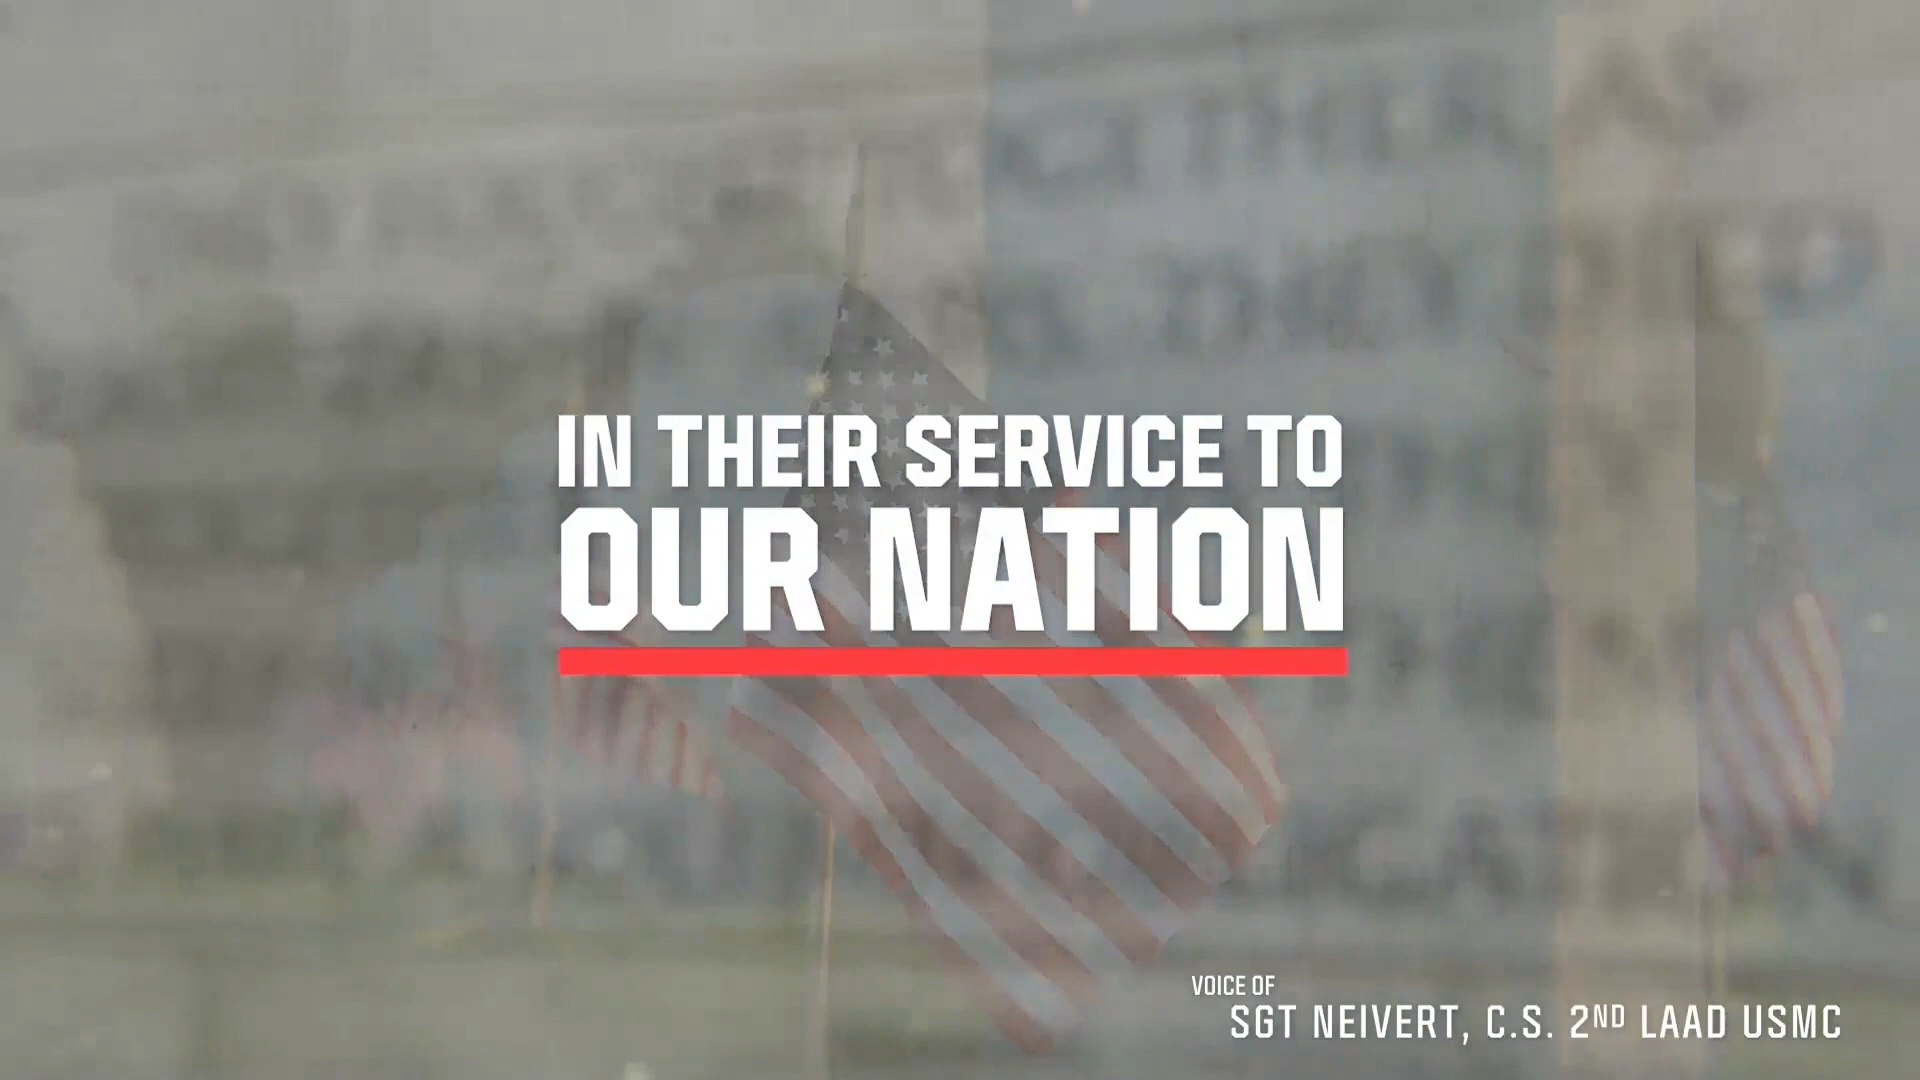 IN THEIR SERVICE TO
OUR NATION
VOICE OF
SGT NEIVERT, C.S. 2ND LAAD USMC